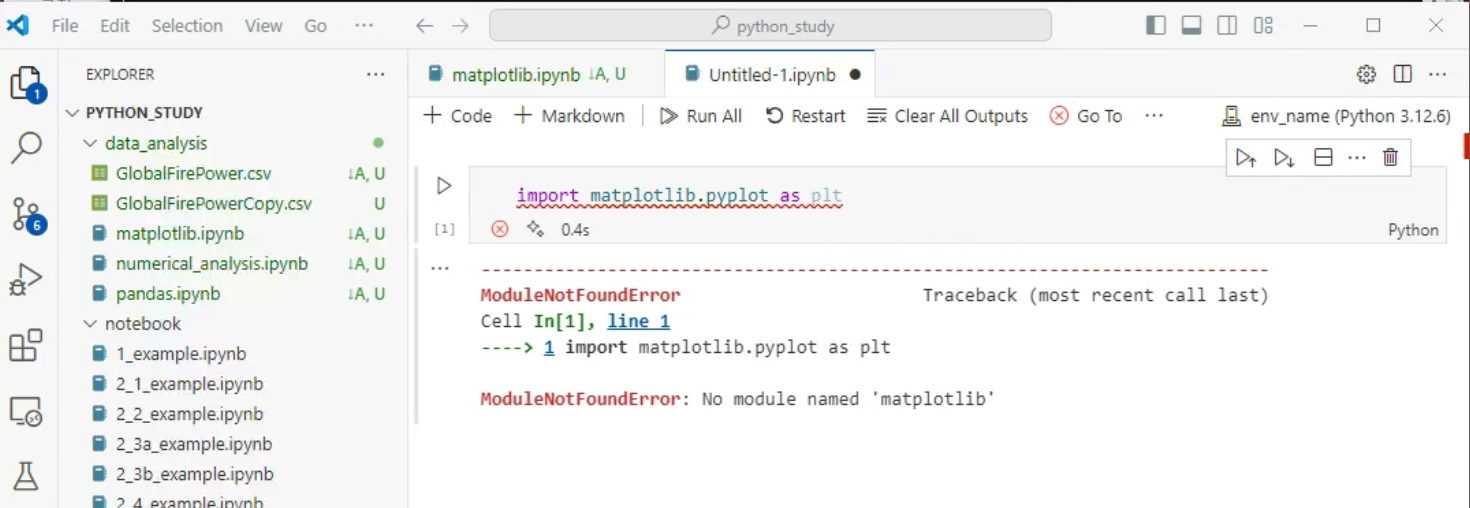 File Edit Selection View Go ··· python_study
EXPLORER ···
PYTHON_STUDY
data_analysis
GlobalFirePower.csv ↓A, U
GlobalFirePowerCopy.csv U
matplotlib.ipynb ↓A, U
numerical_analysis.ipynb ↓A, U
pandas.ipynb ↓A, U
notebook
1_example.ipynb
2_1_example.ipynb
2_2_example.ipynb
2_3a_example.ipynb
2_3b_example.ipynb
2_4_example.ipynb
1
6
matplotlib.ipynb ↓A, U Untitled-1.ipynb
+ Code + Markdown Run All Restart Clear All Outputs Go To ··· env_name (Python 3.12.6)
import matplotlib.pyplot as plt
[1] 0.4s Python
---------------------------------------------------------------------------
ModuleNotFoundError Traceback (most recent call last)
Cell In[1], line 1
----> 1 import matplotlib.pyplot as plt
ModuleNotFoundError: No module named 'matplotlib'